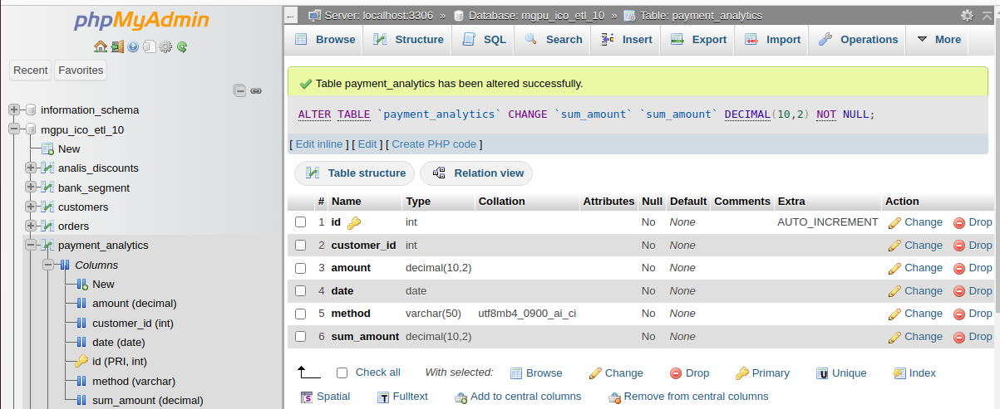 phpMyAdmin
Recent Favorites
information_schema
mgpu_ico_etl_10
New
analis_discounts
bank_segment
customers
orders
payment_analytics
Columns
New
amount (decimal)
customer_id (int)
date (date)
id (PRI, int)
method (varchar)
sum_amount (decimal)
← Server: localhost:3306 » Database: mgpu_ico_etl_10 » Table: payment_analytics
Browse Structure SQL Search Insert Export Import Operations More
Table payment_analytics has been altered successfully.
ALTER TABLE `payment_analytics` CHANGE `sum_amount` `sum_amount` DECIMAL(10,2) NOT NULL;
[ Edit inline ] [ Edit ] [ Create PHP code ]
Table structure Relation view
# Name Type Collation Attributes Null Default Comments Extra Action
1 id int No None AUTO_INCREMENT Change Drop
2 customer_id int No None Change Drop
3 amount decimal(10,2) No None Change Drop
4 date date No None Change Drop
5 method varchar(50) utf8mb4_0900_ai_ci No None Change Drop
6 sum_amount decimal(10,2) No None Change Drop
Check all With selected: Browse Change Drop Primary Unique Index
Spatial Fulltext Add to central columns Remove from central columns